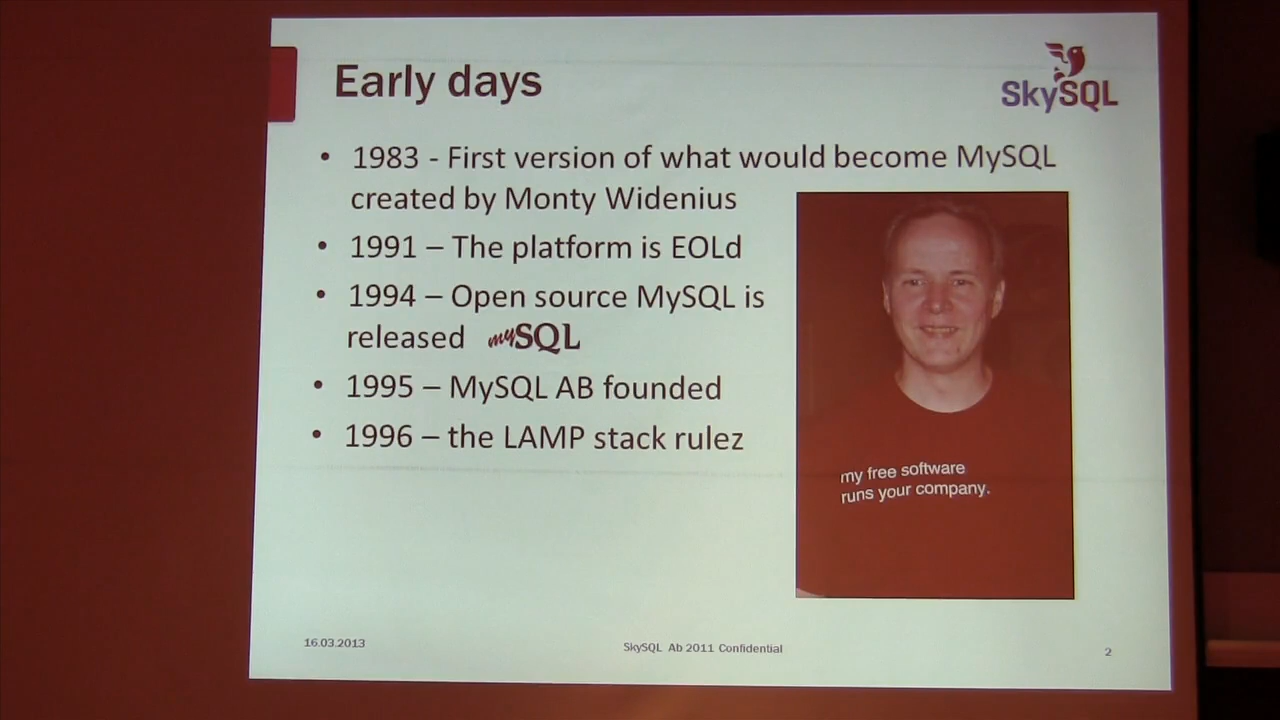 Early days
SkySQL
• 1983 - First version of what would become MySQL
created by Monty Widenius
• 1991 – The platform is EOLd
• 1994 – Open source MySQL is
released mySQL
• 1995 – MySQL AB founded
• 1996 – the LAMP stack rulez
my free software
runs your company.
16.03.2013
SkySQL Ab 2011 Confidential
2